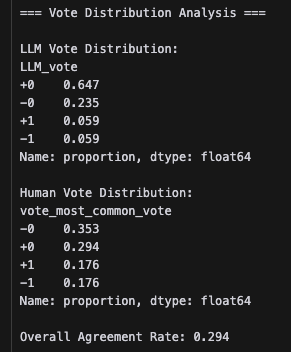 === Vote Distribution Analysis ===
LLM Vote Distribution:
LLM_vote
+0    0.647
-0    0.235
+1    0.059
-1    0.059
Name: proportion, dtype: float64
Human Vote Distribution:
vote_most_common_vote
-0    0.353
+0    0.294
+1    0.176
-1    0.176
Name: proportion, dtype: float64
Overall Agreement Rate: 0.294